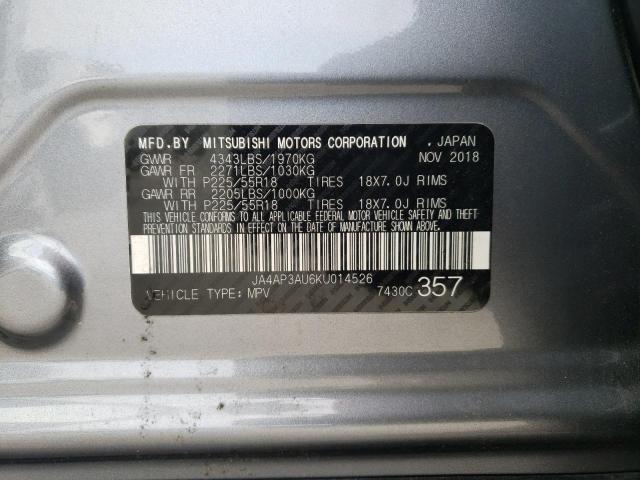 MFD.BY MITSUBISHI MOTORS CORPORATION . JAPAN
GVWR 4343LBS/1970KG NOV 2018
GAWR FR 2271LBS/1030KG
WITH P225/55R18 TIRES 18X7.0J RIMS
GAWR RR 2205LBS/1000KG
WITH P225/55R18 TIRES 18X7.0J RIMS
THIS VEHICLE CONFORMS TO ALL APPLICABLE FEDERAL MOTOR VEHICLE SAFETY AND THEFT
PREVENTION STANDARDS IN EFFECT ON THE DATE OF MANUFACTURE SHOWN ABOVE.
JA4AP3AU6KU014526
VEHICLE TYPE:MPV 7430C 357